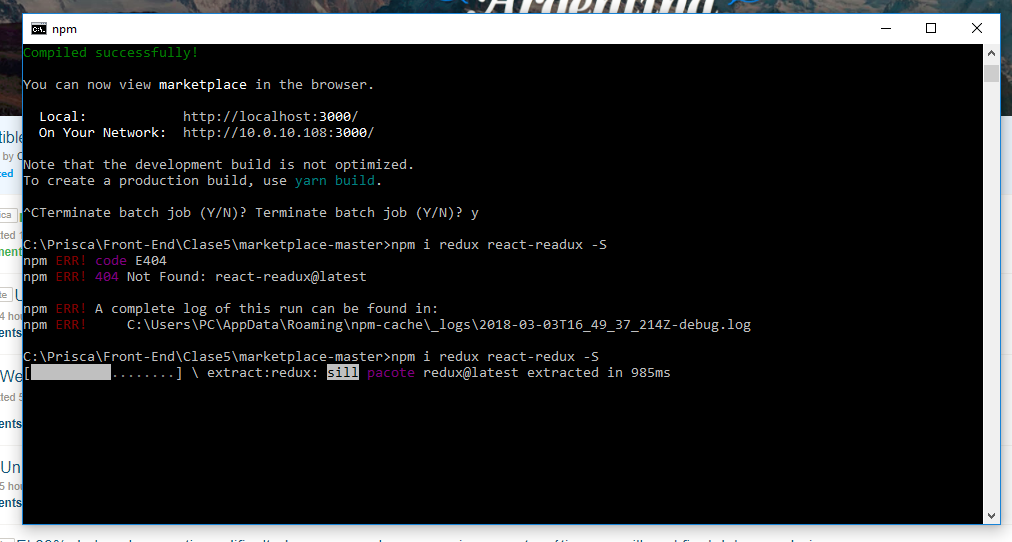 Argentina
npm
Compiled successfully!
You can now view marketplace in the browser.
Local: http://localhost:3000/
On Your Network: http://10.0.10.108:3000/
Note that the development build is not optimized.
To create a production build, use yarn build.
^CTerminate batch job (Y/N)? Terminate batch job (Y/N)? y
C:\Prisca\Front-End\Clase5\marketplace-master>npm i redux react-readux -S
npm ERR! code E404
npm ERR! 404 Not Found: react-readux@latest
npm ERR! A complete log of this run can be found in:
npm ERR!     C:\Users\PC\AppData\Roaming\npm-cache\_logs\2018-03-03T16_49_37_214Z-debug.log
C:\Prisca\Front-End\Clase5\marketplace-master>npm i redux react-redux -S
[ ........] \ extract:redux: sill pacote redux@latest extracted in 985ms